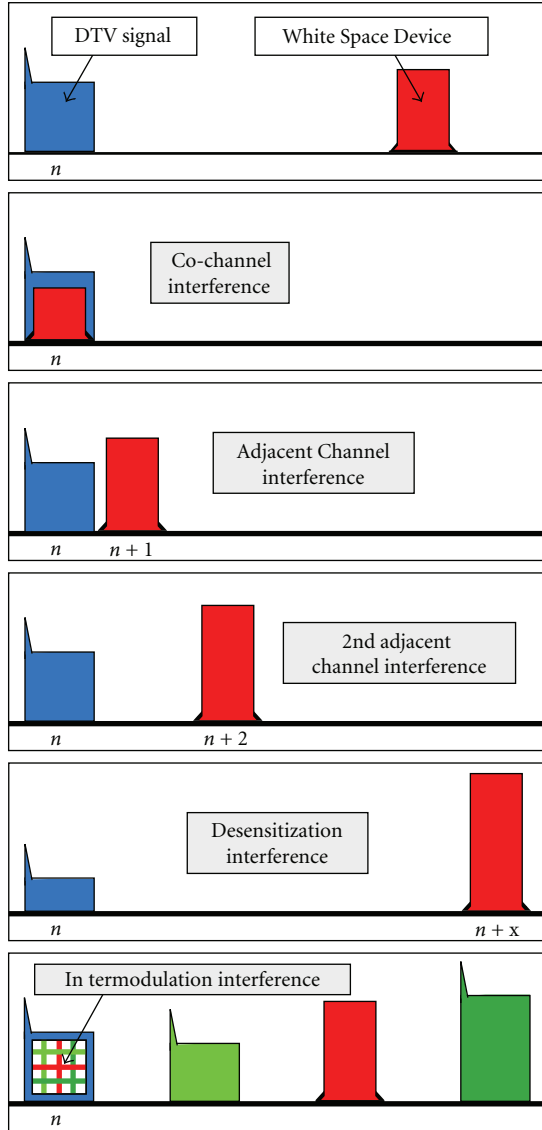 DTV signal
White Space Device
n
Co-channel
interference
n
Adjacent Channel
interference
n
n + 1
2nd adjacent
channel interference
n
n + 2
Desensitization
interference
n
n + x
In termodulation interference
n